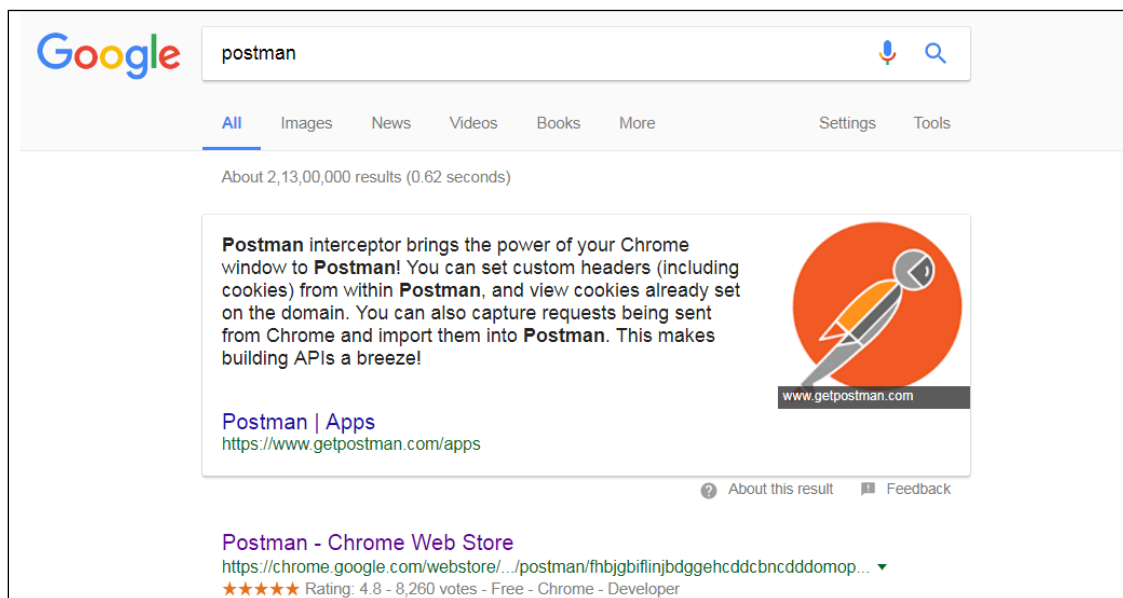 Google
postman
All Images News Videos Books More Settings Tools
About 2,13,00,000 results (0.62 seconds)
Postman interceptor brings the power of your Chrome
window to Postman! You can set custom headers (including
cookies) from within Postman, and view cookies already set
on the domain. You can also capture requests being sent
from Chrome and import them into Postman. This makes
building APIs a breeze!
www.getpostman.com
Postman | Apps
https://www.getpostman.com/apps
About this result Feedback
Postman - Chrome Web Store
https://chrome.google.com/webstore/.../postman/fhbjgbiflinjbdggehcddcbncdddomop...
Rating: 4.8 - 8,260 votes - Free - Chrome - Developer